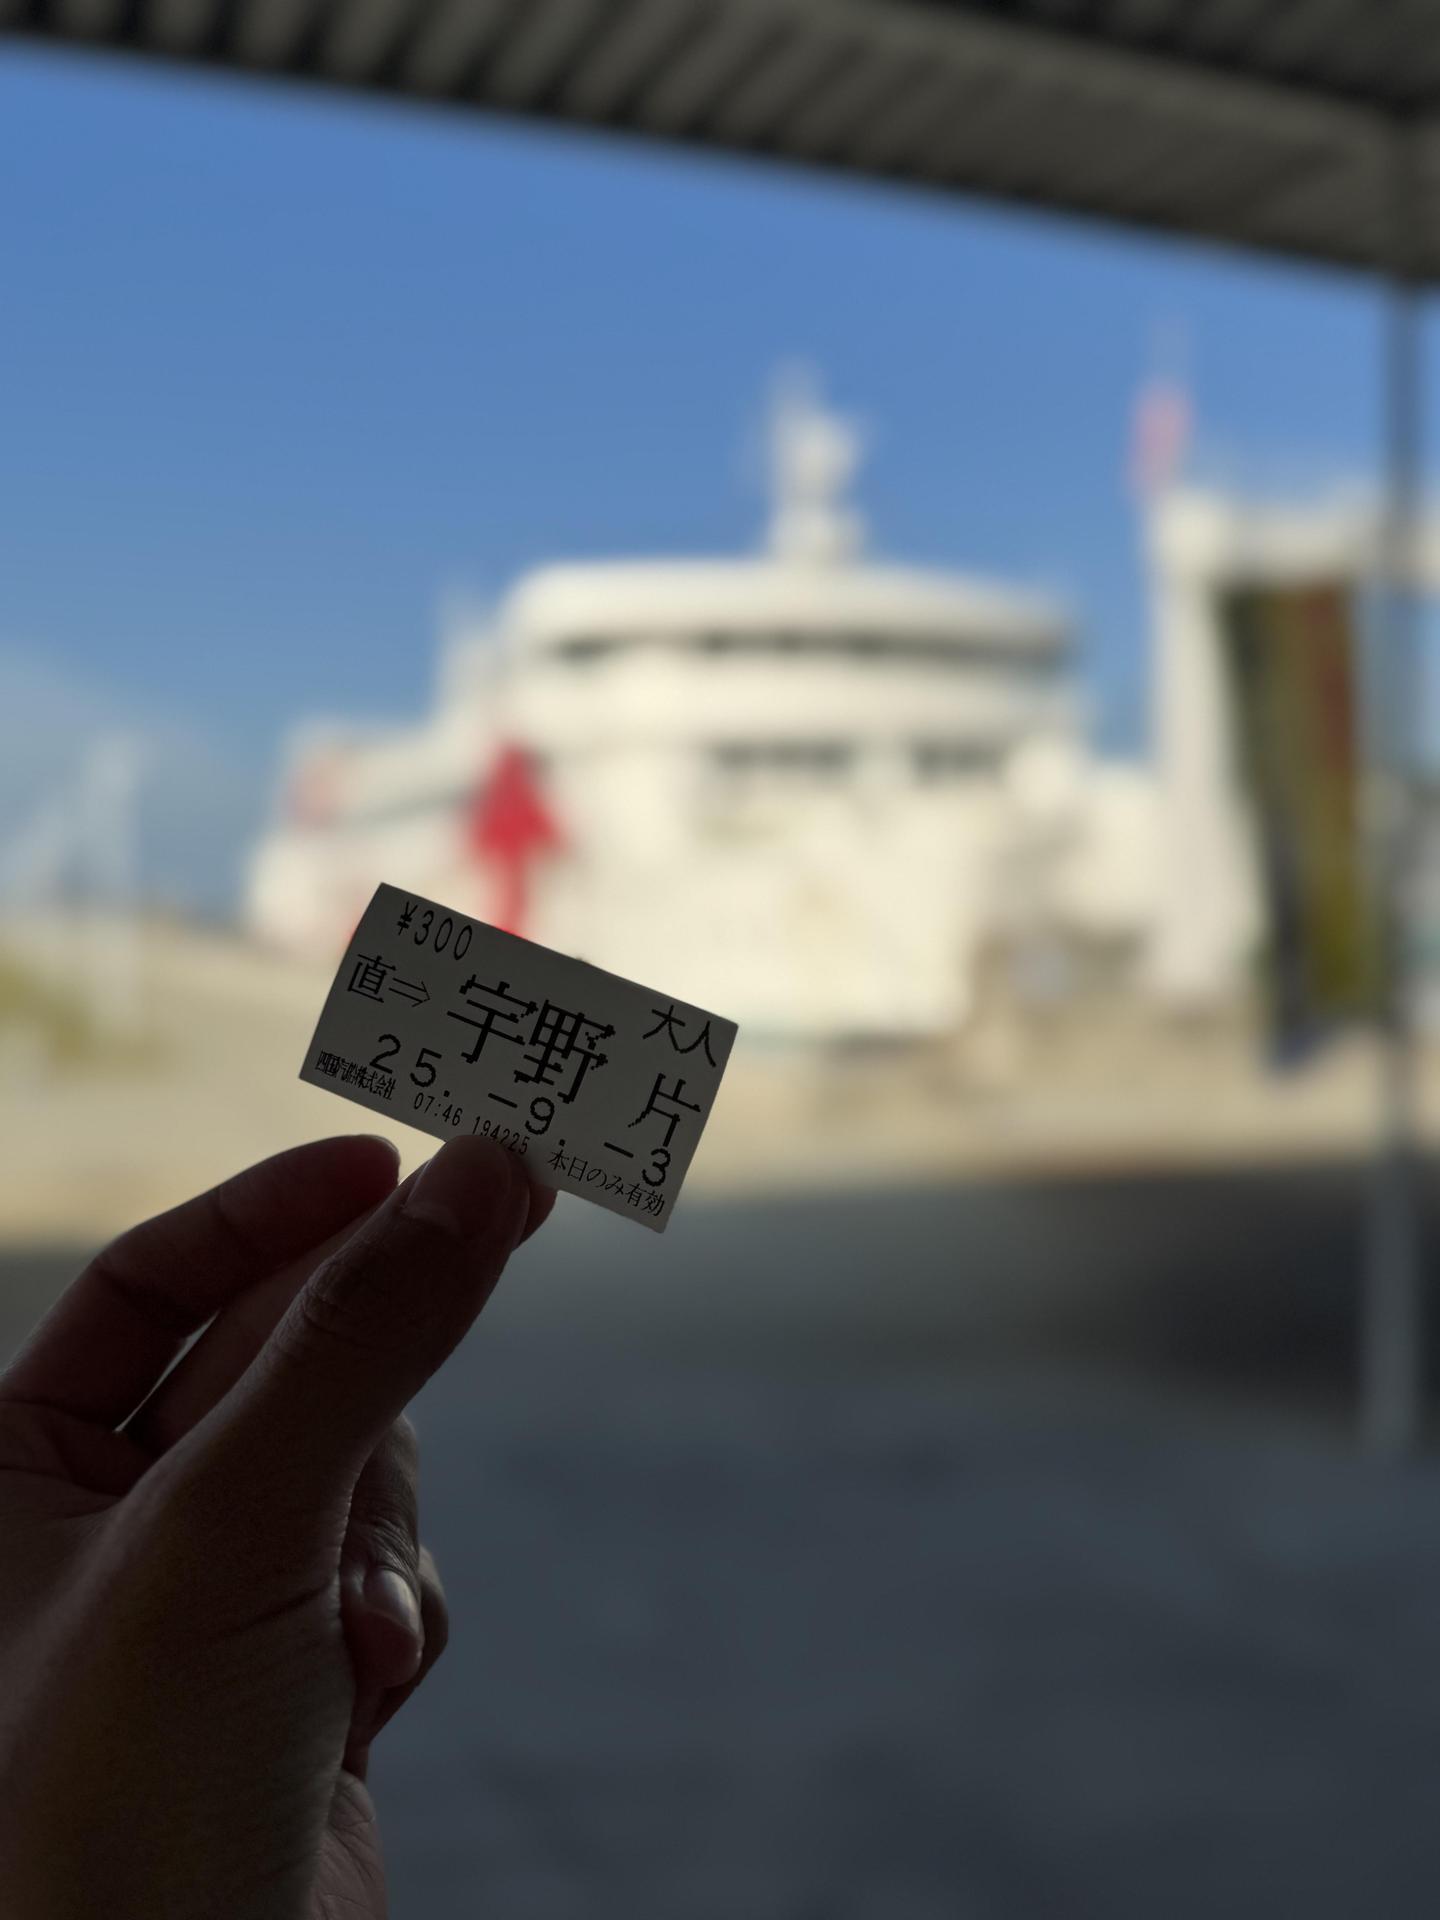 ¥300
直⇒宇野 大人
25.-9.-3 片
四国汽船株式会社 07:46 194225 本日のみ有効